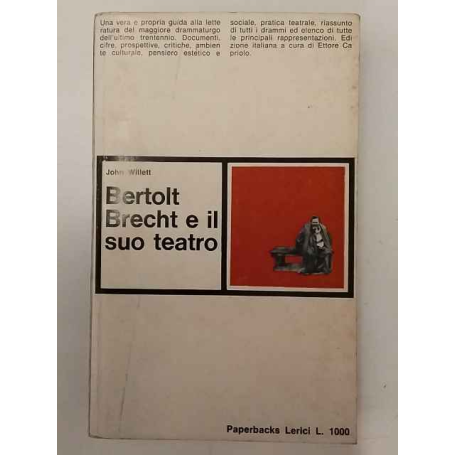 Una vera e propria guida alla lette
rature del maggiore drammaturgo
dell'ultimo trentennio. Documenti,
cifre, prospettive, critiche, ambien
te culturale, pensiero estetico e
sociale, pratica teatrale, riassunto
di tutti i drammi ed elenco di tutte
le principali rappresentazioni. Edi
zione italiana a cura di Ettore Ca
priolo.
John Willett
Bertolt
Brecht e il
suo teatro
Paperbacks Lerici L. 1000